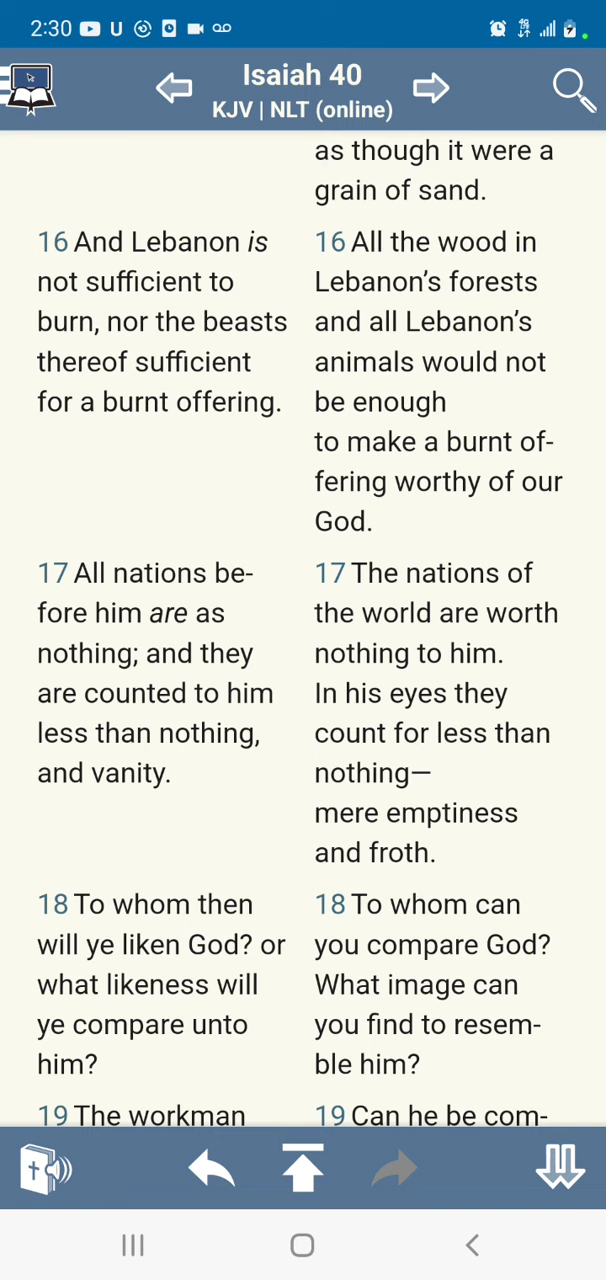 2:30
Isaiah 40
KJV | NLT (online)
as though it were a
grain of sand.
16 And Lebanon is
not sufficient to
burn, nor the beasts
thereof sufficient
for a burnt offering.
16 All the wood in
Lebanon’s forests
and all Lebanon’s
animals would not
be enough
to make a burnt of-
fering worthy of our
God.
17 All nations be-
fore him are as
nothing; and they
are counted to him
less than nothing,
and vanity.
17 The nations of
the world are worth
nothing to him.
In his eyes they
count for less than
nothing—
mere emptiness
and froth.
18 To whom then
will ye liken God? or
what likeness will
ye compare unto
him?
18 To whom can
you compare God?
What image can
you find to resem-
ble him?
19 The workman
19 Can he be com-